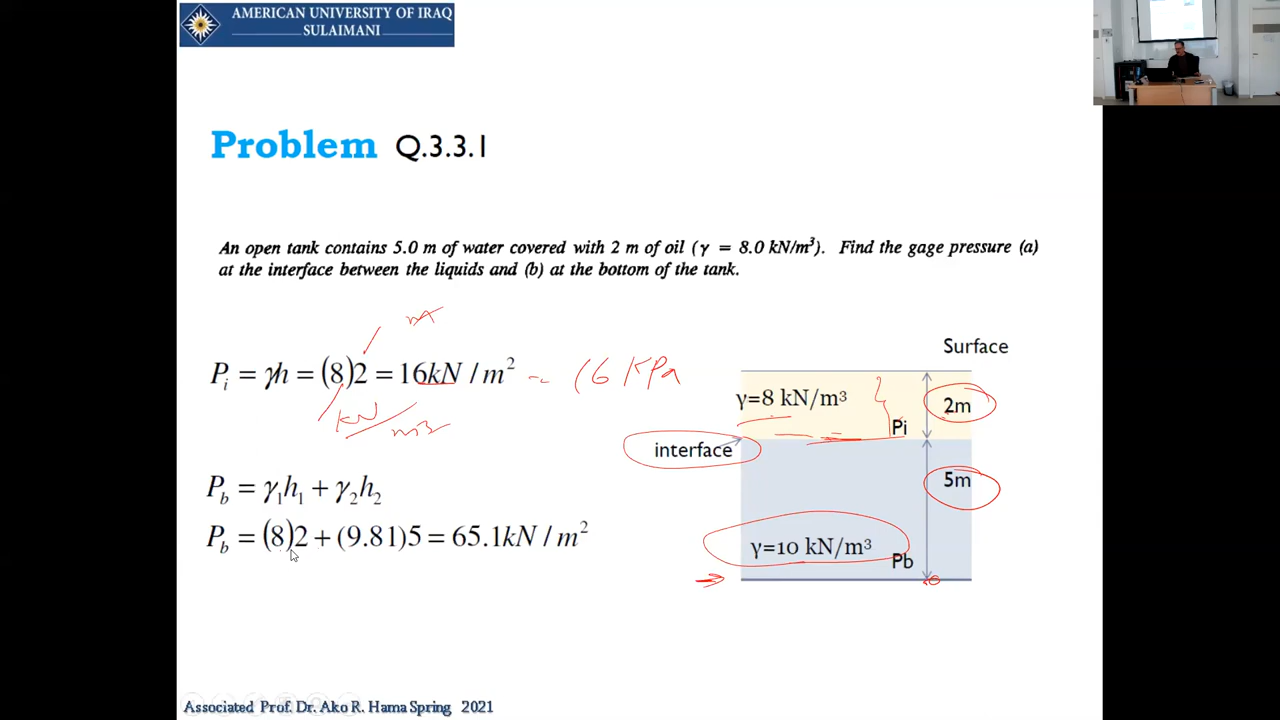 AMERICAN UNIVERSITY OF IRAQ
SULAIMANI
Problem Q.3.3.1
An open tank contains 5.0 m of water covered with 2 m of oil (γ = 8.0 kN/m³). Find the gage pressure (a)
at the interface between the liquids and (b) at the bottom of the tank.
m
Pᵢ = γh = (8)2 = 16kN / m² = 16 KPa
kN
m3
P_b = γ₁h₁ + γ₂h₂
P_b = (8)2 + (9.81)5 = 65.1kN / m²
Surface
γ=8 kN/m³
2m
Pi
interface
5m
γ=10 kN/m³
Pb
Associated Prof. Dr. Ako R. Hama Spring 2021